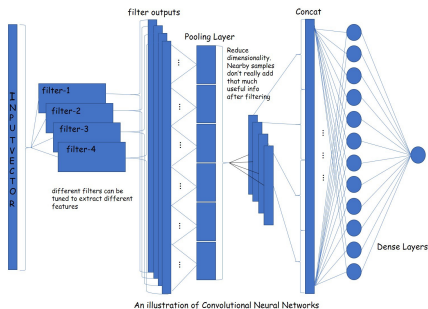 filter outputs
Concat
Pooling Layer
Reduce
dimensionality.
Nearby samples
don't really add
that much
useful info
after filtering
INPUTVECTOR
filter-1
filter-2
filter-3
filter-4
different filters can be
tuned to extract different
features
Dense Layers
An illustration of Convolutional Neural Networks